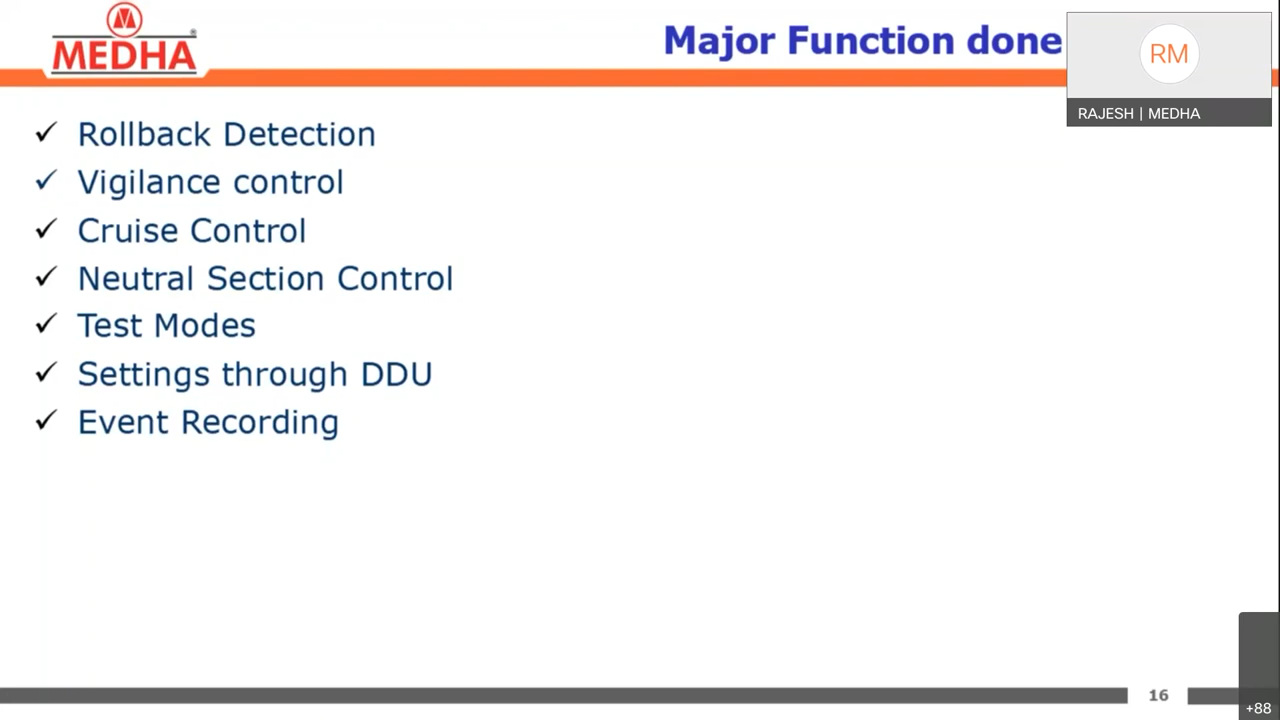 MEDHA
Major Function done
RM
RAJESH | MEDHA
✓ Rollback Detection
✓ Vigilance control
✓ Cruise Control
✓ Neutral Section Control
✓ Test Modes
✓ Settings through DDU
✓ Event Recording
16
+88